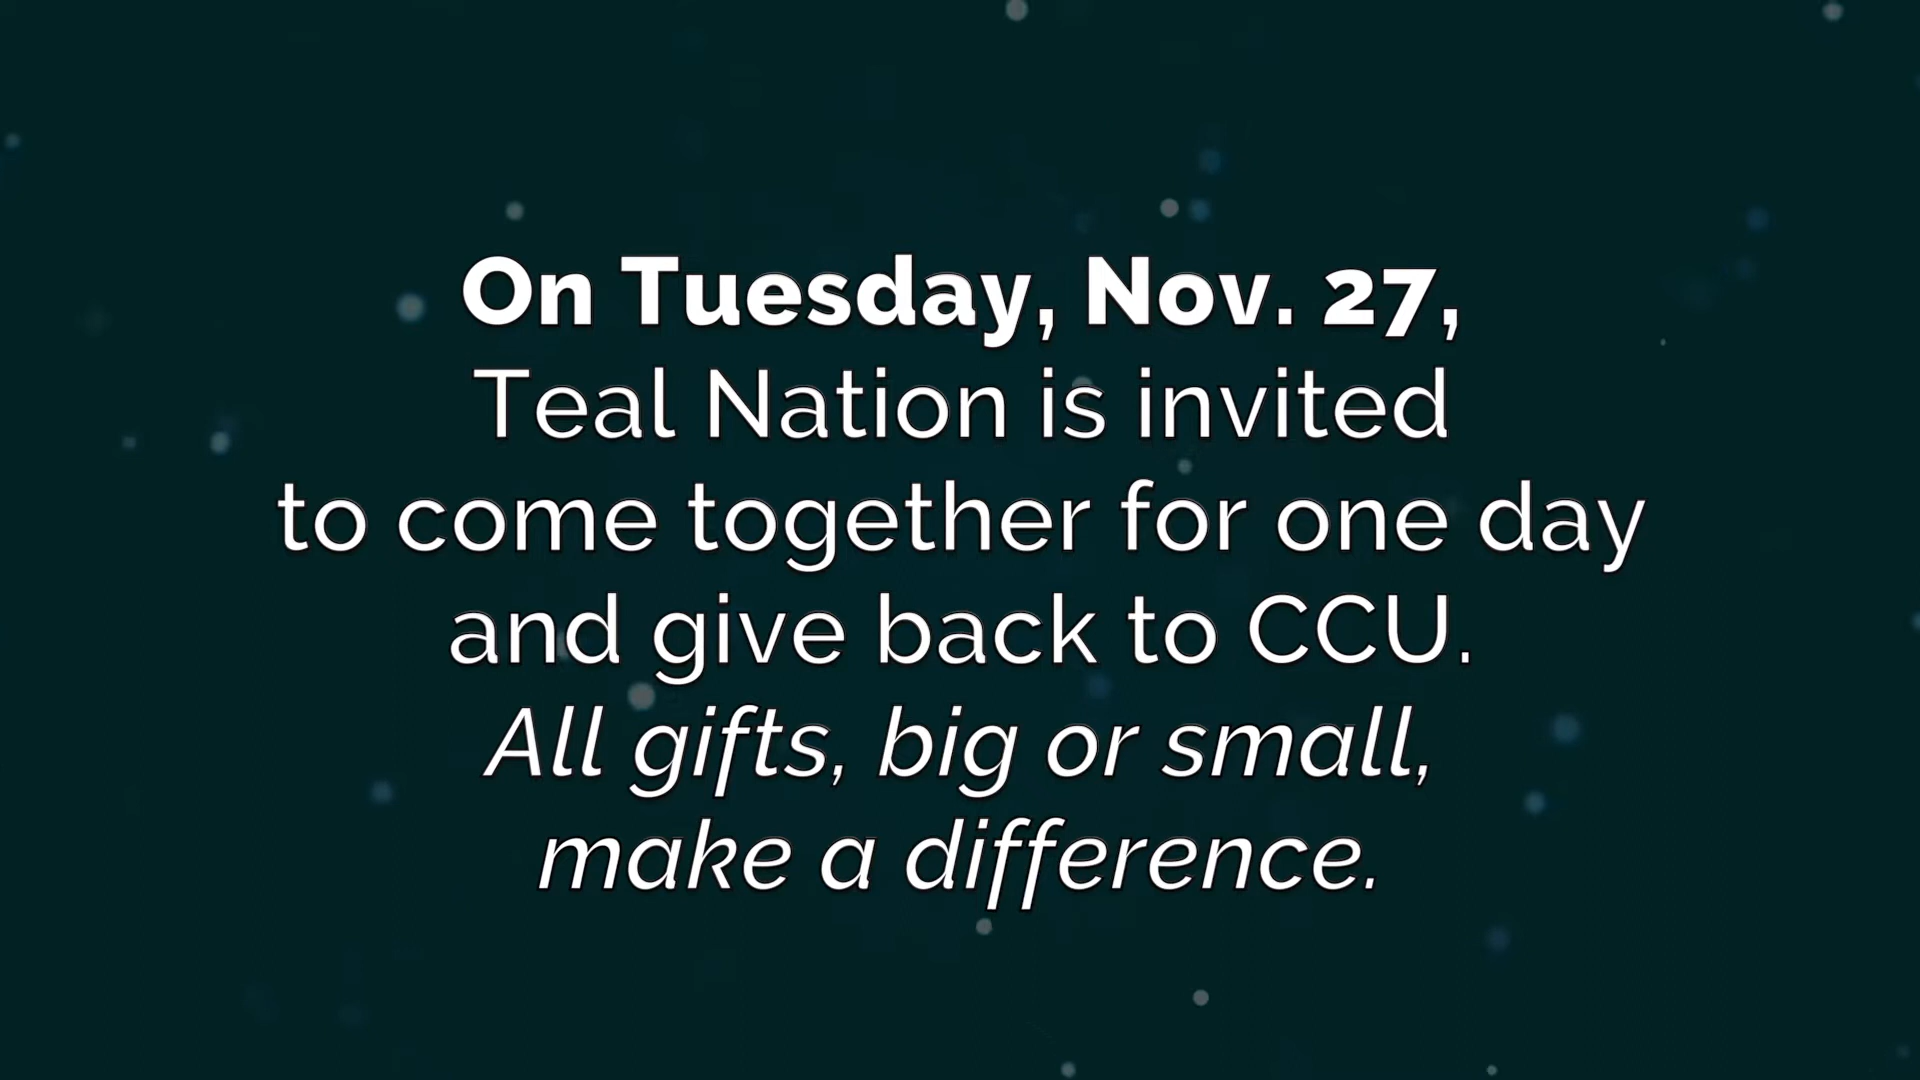 On Tuesday, Nov. 27,
Teal Nation is invited
to come together for one day
and give back to CCU.
All gifts, big or small,
make a difference.